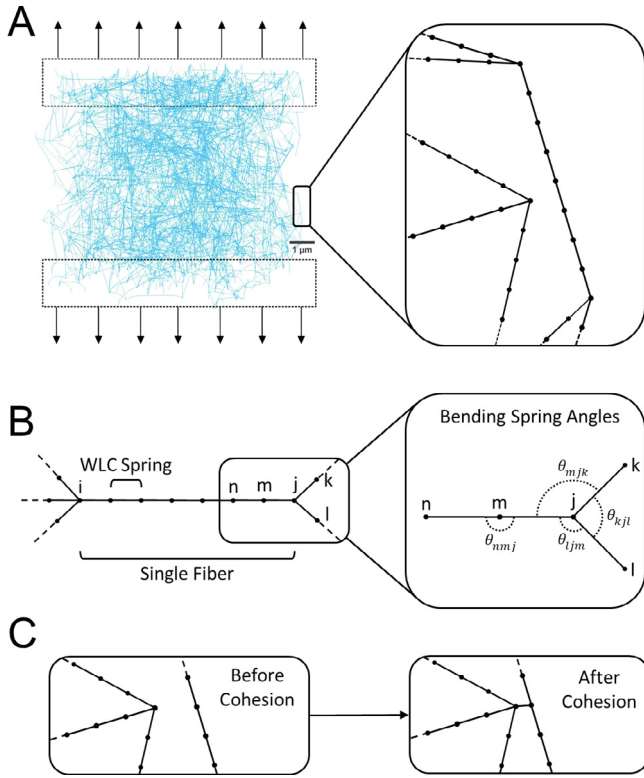 A
1 μm
B
WLC Spring
i
n
m
j
k
l
Single Fiber
Bending Spring Angles
n
m
j
k
l
θmjk
θkjl
θnmj
θljm
C
Before
Cohesion
After
Cohesion